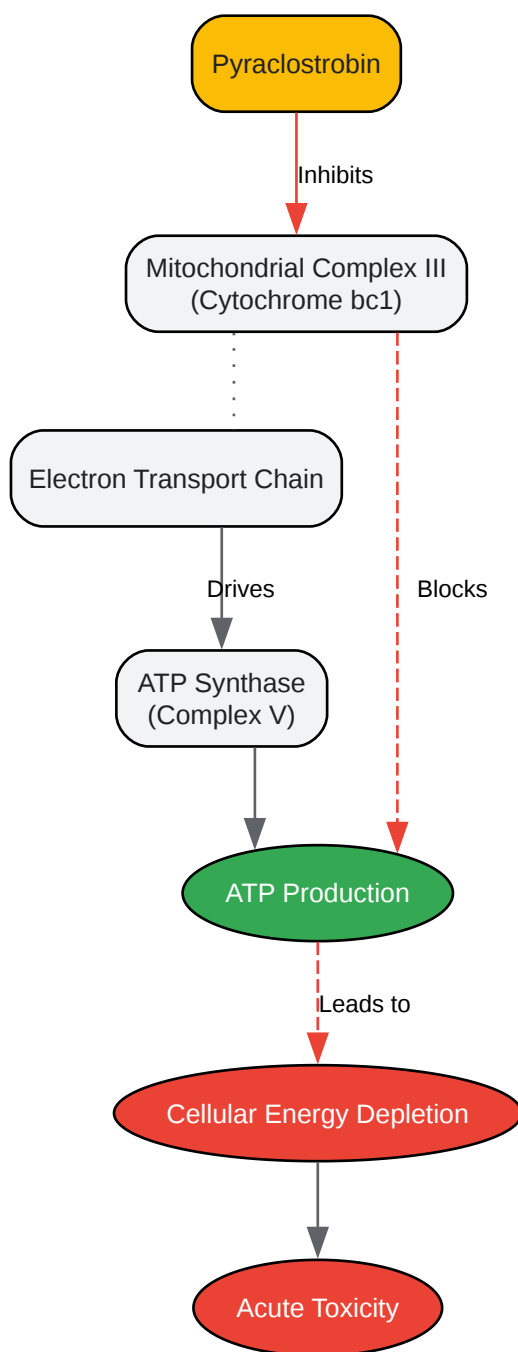 Pyraclostrobin
Inhibits
Mitochondrial Complex III
(Cytochrome bc1)
Electron Transport Chain
Drives
Blocks
ATP Synthase
(Complex V)
ATP Production
Leads to
Cellular Energy Depletion
Acute Toxicity